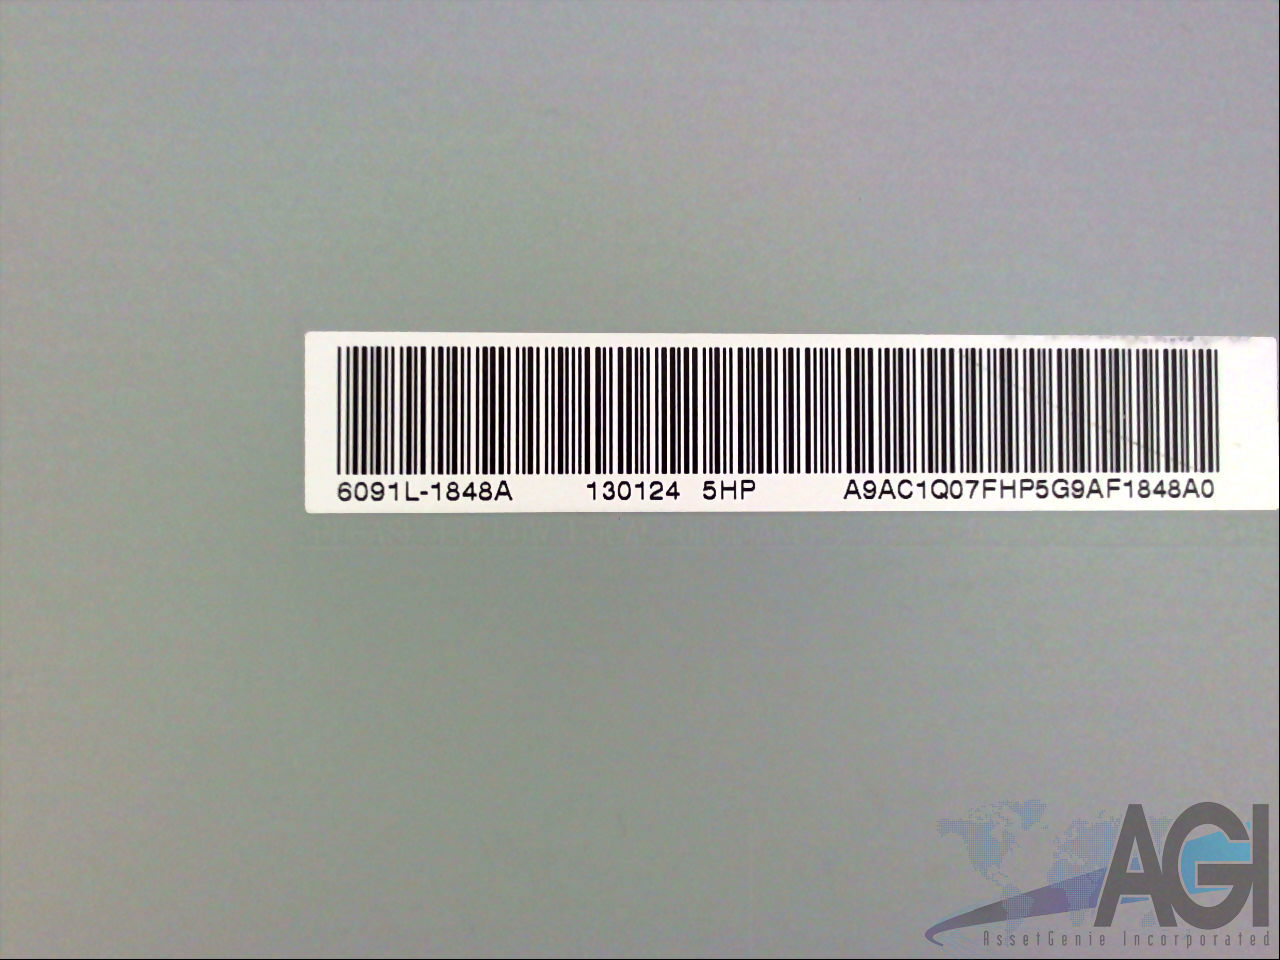 6091L-1848A 130124 5HP A9AC1Q07FHP5G9AF1848A0
AGI
AssetGenie Incorporated